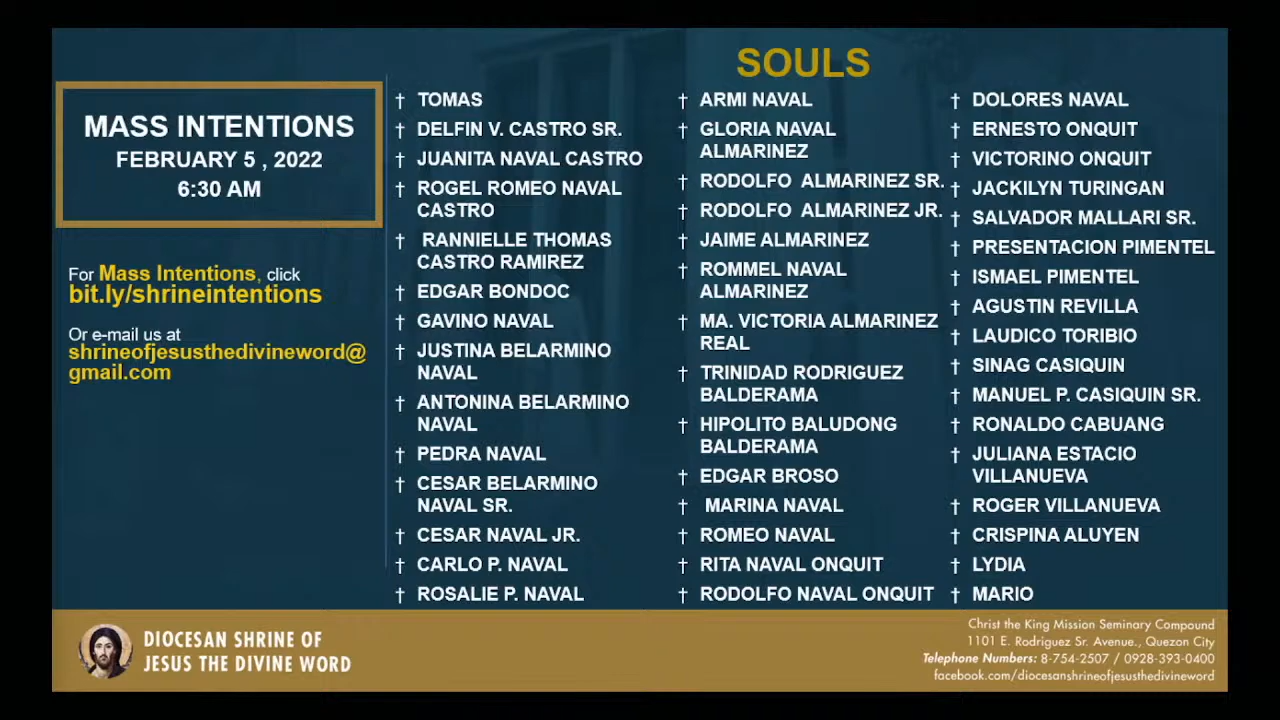 SOULS
MASS INTENTIONS
FEBRUARY 5 , 2022
6:30 AM
For Mass Intentions, click
bit.ly/shrineintentions
Or e-mail us at
shrineofjesusthedivineword@
gmail.com
† TOMAS
† DELFIN V. CASTRO SR.
† JUANITA NAVAL CASTRO
† ROGEL ROMEO NAVAL
CASTRO
† RANNIELLE THOMAS
CASTRO RAMIREZ
† EDGAR BONDOC
† GAVINO NAVAL
† JUSTINA BELARMINO
NAVAL
† ANTONINA BELARMINO
NAVAL
† PEDRA NAVAL
† CESAR BELARMINO
NAVAL SR.
† CESAR NAVAL JR.
† CARLO P. NAVAL
† ROSALIE P. NAVAL
† ARMI NAVAL
† GLORIA NAVAL
ALMARINEZ
† RODOLFO  ALMARINEZ SR.
† RODOLFO  ALMARINEZ JR.
† JAIME ALMARINEZ
† ROMMEL NAVAL
ALMARINEZ
† MA. VICTORIA ALMARINEZ
REAL
† TRINIDAD RODRIGUEZ
BALDERAMA
† HIPOLITO BALUDONG
BALDERAMA
† EDGAR BROSO
† MARINA NAVAL
† ROMEO NAVAL
† RITA NAVAL ONQUIT
† RODOLFO NAVAL ONQUIT
† DOLORES NAVAL
† ERNESTO ONQUIT
† VICTORINO ONQUIT
† JACKILYN TURINGAN
† SALVADOR MALLARI SR.
† PRESENTACION PIMENTEL
† ISMAEL PIMENTEL
† AGUSTIN REVILLA
† LAUDICO TORIBIO
† SINAG CASIQUIN
† MANUEL P. CASIQUIN SR.
† RONALDO CABUANG
† JULIANA ESTACIO
VILLANUEVA
† ROGER VILLANUEVA
† CRISPINA ALUYEN
† LYDIA
† MARIO
DIOCESAN SHRINE OF
JESUS THE DIVINE WORD
Christ the King Mission Seminary Compound
1101 E. Rodriguez Sr. Avenue., Quezon City
Telephone Numbers: 8-754-2507 / 0928-393-0400
facebook.com/diocesanshrineofjesusthedivineword